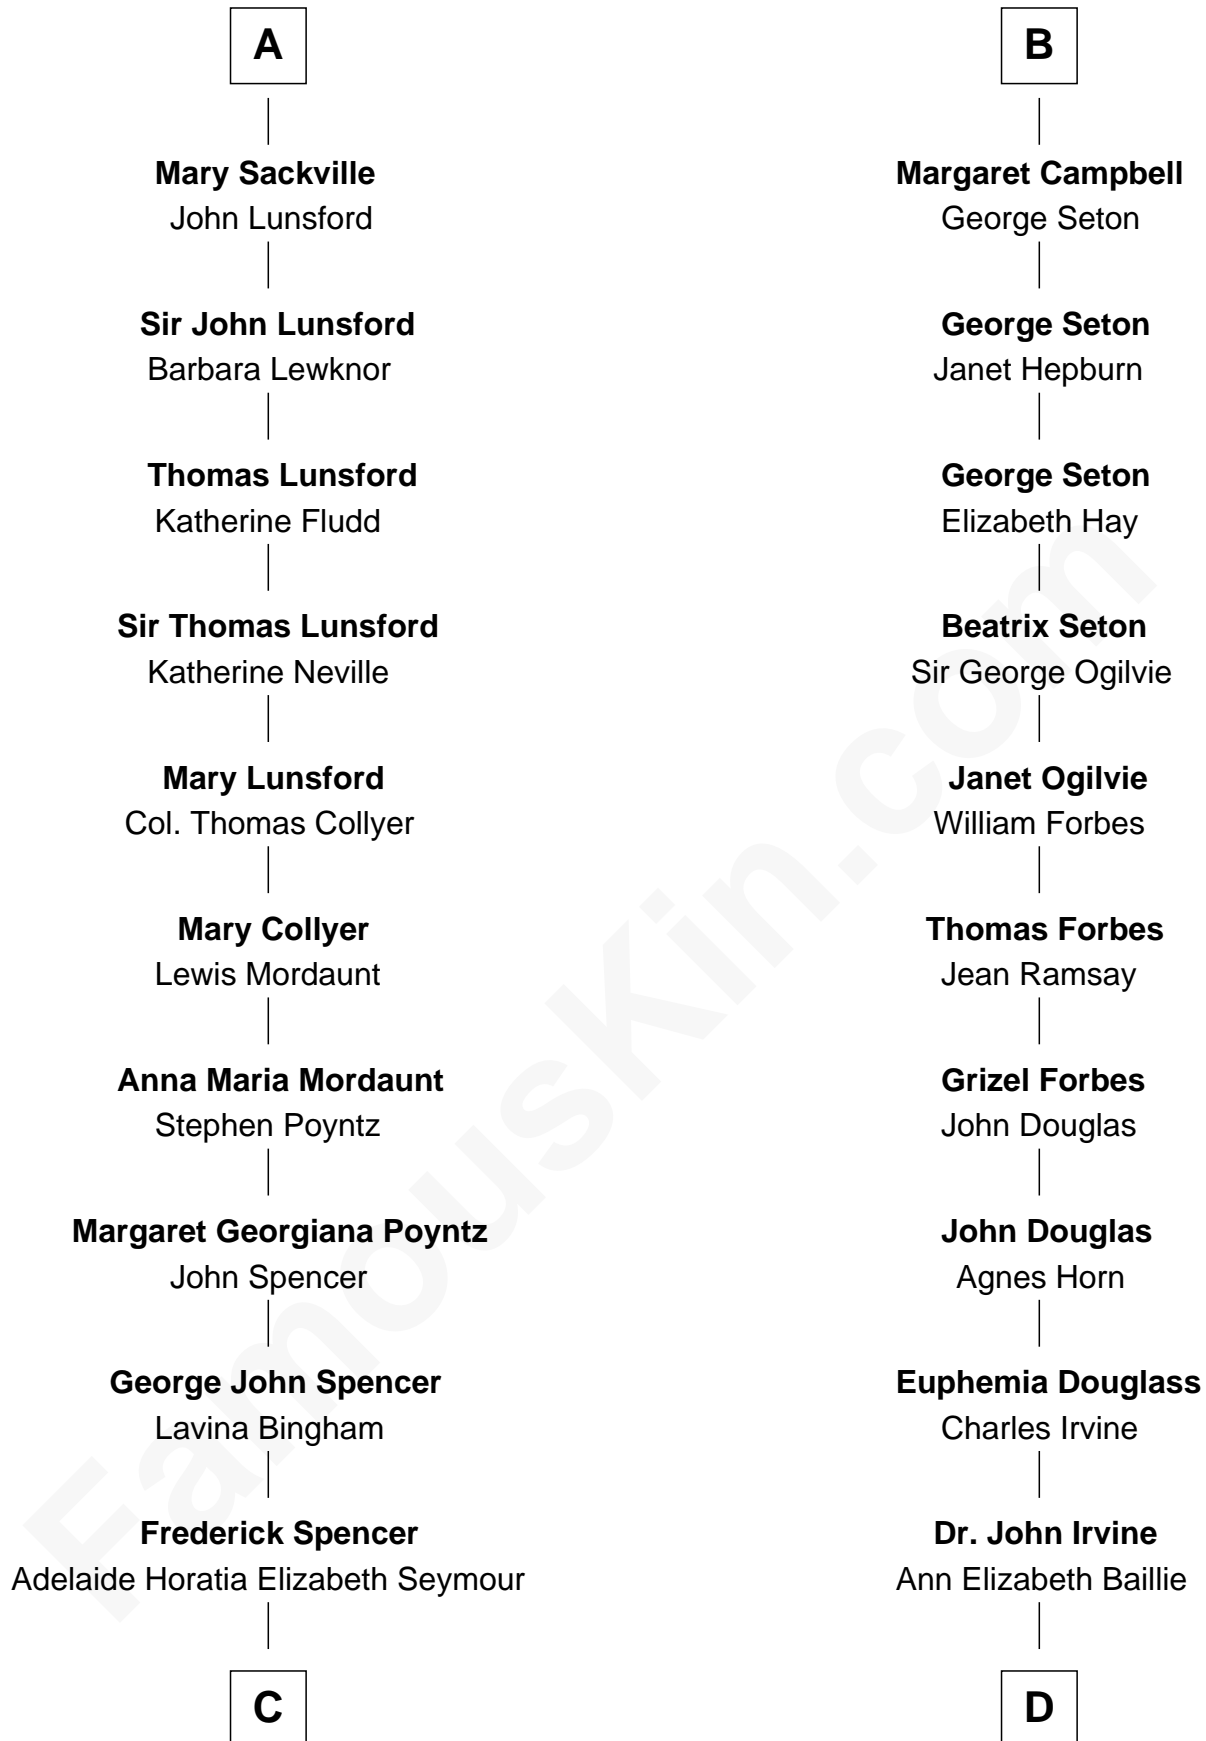 A
Mary Sackville
John Lunsford
Sir John Lunsford
Barbara Lewknor
Thomas Lunsford
Katherine Fludd
Sir Thomas Lunsford
Katherine Neville
Mary Lunsford
Col. Thomas Collyer
Mary Collyer
Lewis Mordaunt
Anna Maria Mordaunt
Stephen Poyntz
Margaret Georgiana Poyntz
John Spencer
George John Spencer
Lavina Bingham
Frederick Spencer
Adelaide Horatia Elizabeth Seymour
C
B
Margaret Campbell
George Seton
George Seton
Janet Hepburn
George Seton
Elizabeth Hay
Beatrix Seton
Sir George Ogilvie
Janet Ogilvie
William Forbes
Thomas Forbes
Jean Ramsay
Grizel Forbes
John Douglas
John Douglas
Agnes Horn
Euphemia Douglass
Charles Irvine
Dr. John Irvine
Ann Elizabeth Baillie
D
FamousKin.com